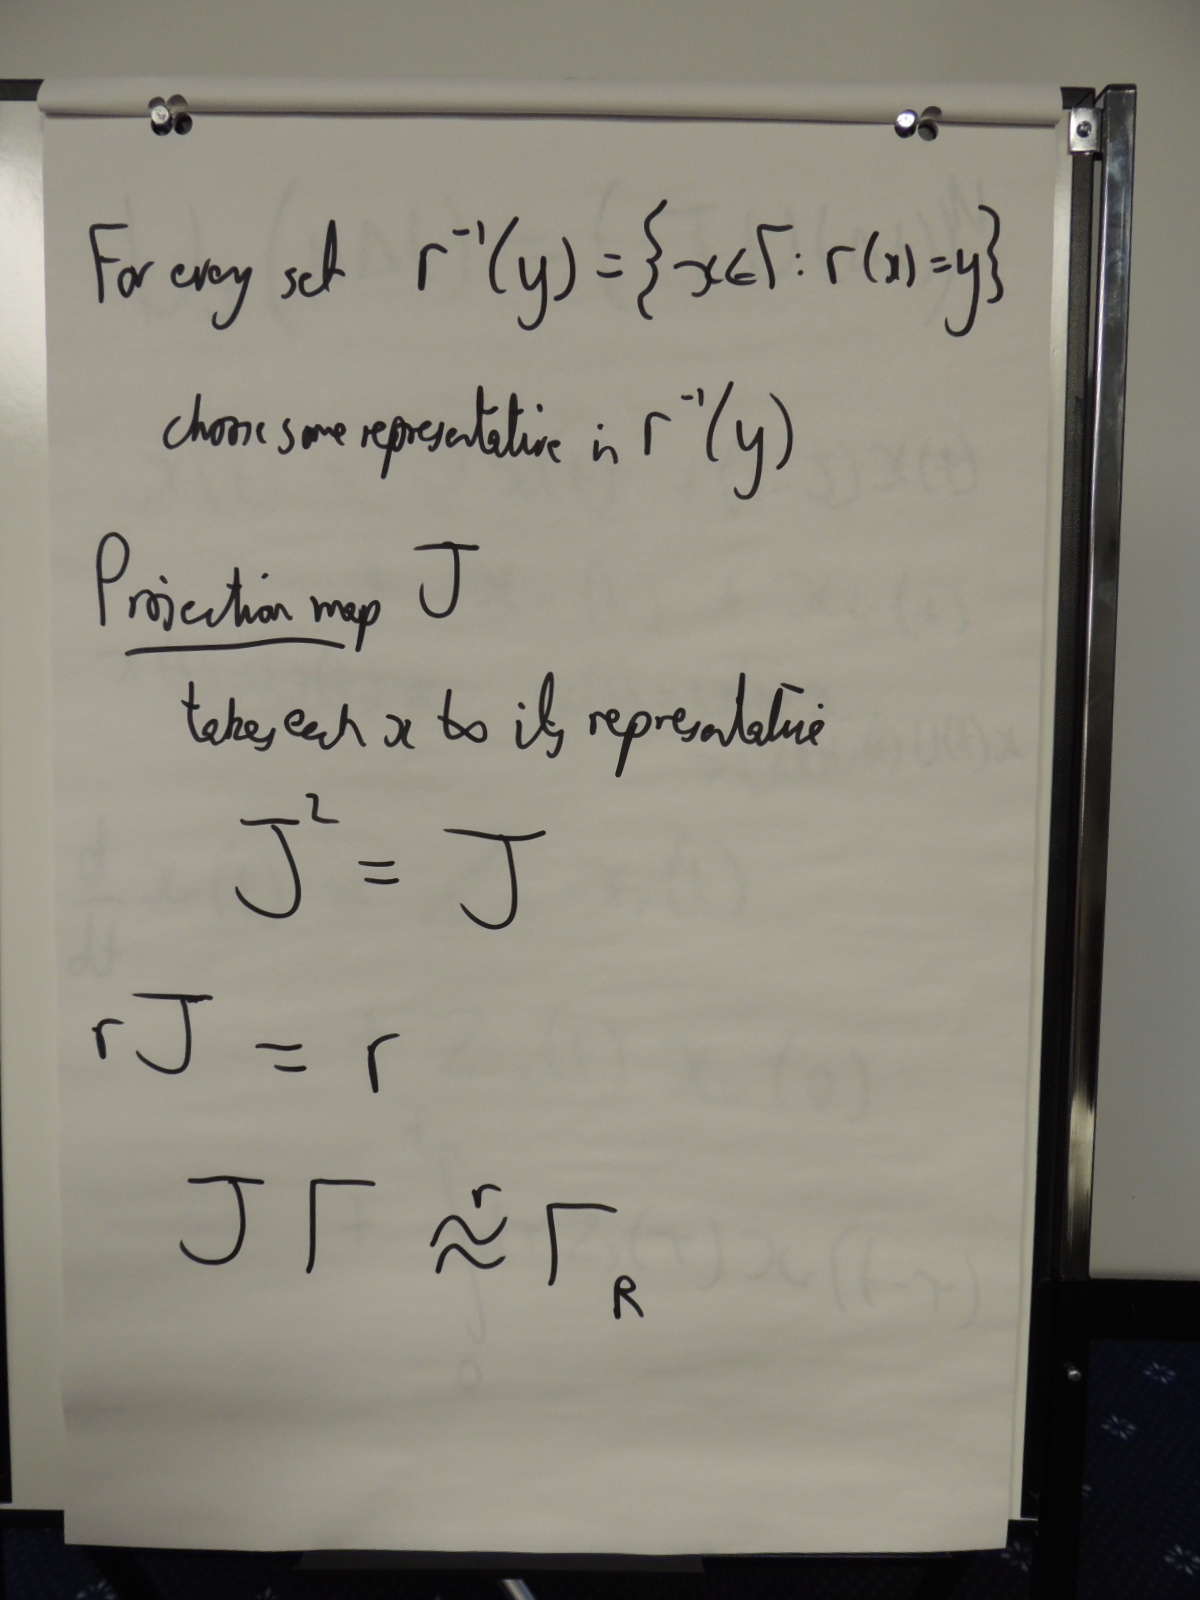 For every set r⁻¹(y) = {x∈Γ: r(x)=y}
choose some representative in r⁻¹(y)
Projection map J
takes each x to its representative
J² = J
rJ = r
JΓ ≈^r Γ_R